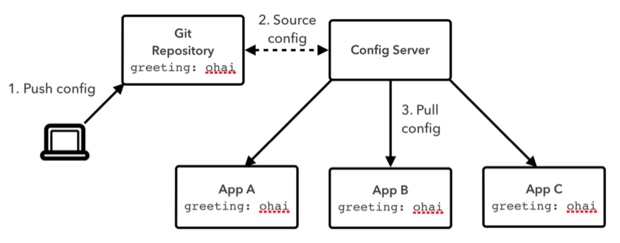 2. Source
config
Git
Repository
greeting: ohai
Config Server
1. Push config
3. Pull
config
App A
greeting: ohai
App B
greeting: ohai
App C
greeting: ohai